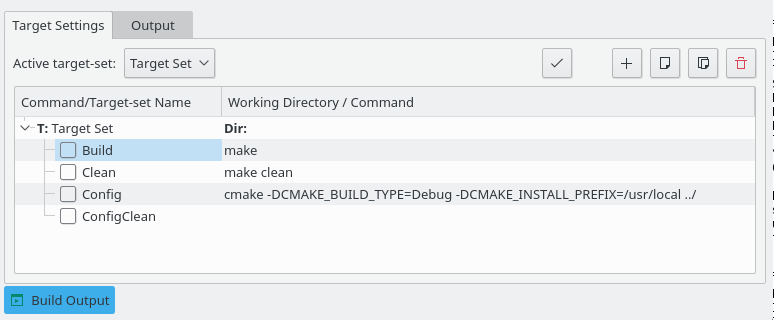 Target Settings Output
Active target-set: Target Set
Command/Target-set Name Working Directory / Command
T: Target Set Dir:
Build make
Clean make clean
Config cmake -DCMAKE_BUILD_TYPE=Debug -DCMAKE_INSTALL_PREFIX=/usr/local ../
ConfigClean
Build Output